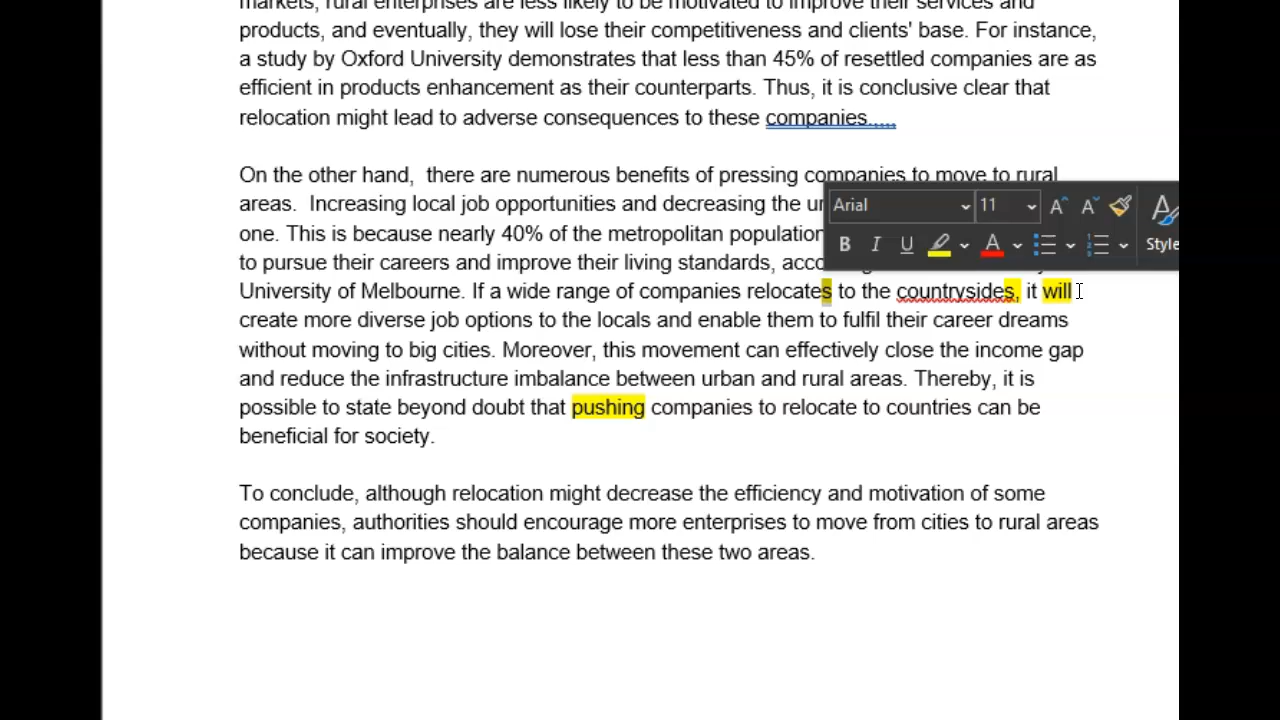 markets, rural enterprises are less likely to be motivated to improve their services and
products, and eventually, they will lose their competitiveness and clients' base. For instance,
a study by Oxford University demonstrates that less than 45% of resettled companies are as
efficient in products enhancement as their counterparts. Thus, it is conclusive clear that
relocation might lead to adverse consequences to these companies.....
On the other hand,  there are numerous benefits of pressing companies to move to rural
areas.  Increasing local job opportunities and decreasing the
Arial 11
one. This is because nearly 40% of the metropolitan population
B I U A Style
to pursue their careers and improve their living standards,
University of Melbourne. If a wide range of companies relocates to the countrysides, it will
create more diverse job options to the locals and enable them to fulfil their career dreams
without moving to big cities. Moreover, this movement can effectively close the income gap
and reduce the infrastructure imbalance between urban and rural areas. Thereby, it is
possible to state beyond doubt that pushing companies to relocate to countries can be
beneficial for society.
To conclude, although relocation might decrease the efficiency and motivation of some
companies, authorities should encourage more enterprises to move from cities to rural areas
because it can improve the balance between these two areas.